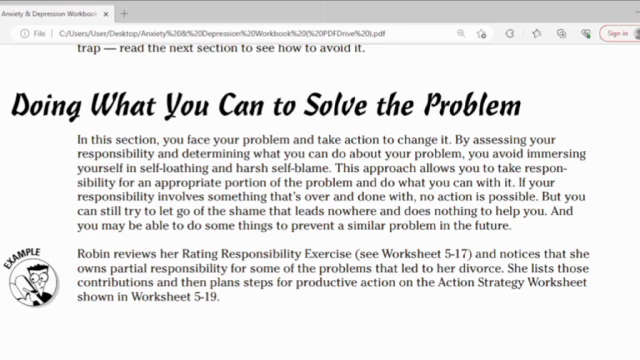 Anxiety & Depression Workbook
File
C:/Users/User/Desktop/Anxiety%20&%20Depression%20Workbook%20(%20PDFDrive%20).pdf
Sign in
trap — read the next section to see how to avoid it.
Doing What You Can to Solve the Problem
In this section, you face your problem and take action to change it. By assessing your
responsibility and determining what you can do about your problem, you avoid immersing
yourself in self-loathing and harsh self-blame. This approach allows you to take respon-
sibility for an appropriate portion of the problem and do what you can with it. If your
responsibility involves something that's over and done with, no action is possible. But you
can still try to let go of the shame that leads nowhere and does nothing to help you. And
you may be able to do some things to prevent a similar problem in the future.
EXAMPLE
Robin reviews her Rating Responsibility Exercise (see Worksheet 5-17) and notices that she
owns partial responsibility for some of the problems that led to her divorce. She lists those
contributions and then plans steps for productive action on the Action Strategy Worksheet
shown in Worksheet 5-19.